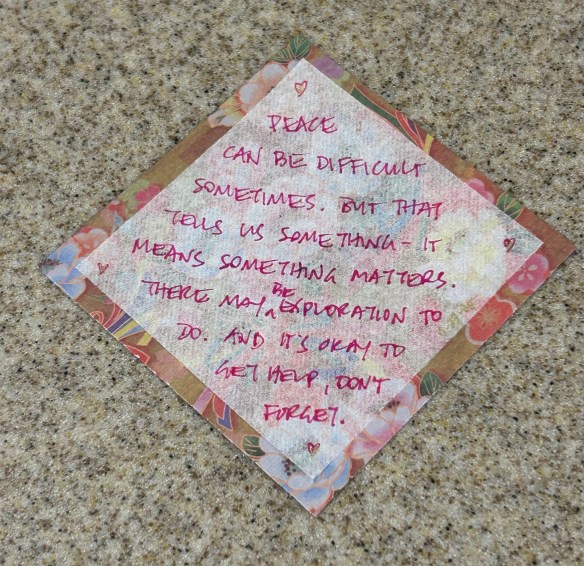 PEACE
CAN BE DIFFICULT
SOMETIMES. BUT THAT
TELLS US SOMETHING - IT
MEANS SOMETHING MATTERS.
THERE MAY BE EXPLORATION TO
DO. AND IT'S OKAY TO
GET HELP, DON'T
FORGET.